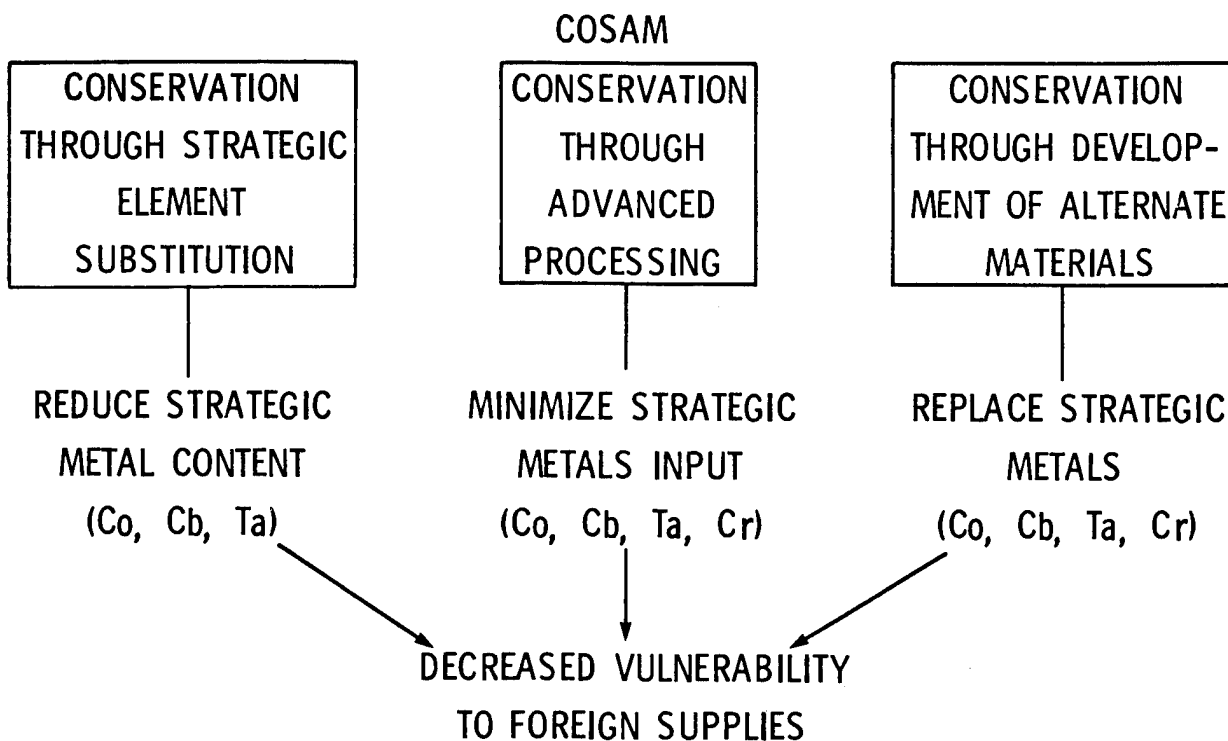 COSAM
CONSERVATION
THROUGH STRATEGIC
ELEMENT
SUBSTITUTION
CONSERVATION
THROUGH
ADVANCED
PROCESSING
CONSERVATION
THROUGH DEVELOP-
MENT OF ALTERNATE
MATERIALS
REDUCE STRATEGIC
METAL CONTENT
(Co, Cb, Ta)
MINIMIZE STRATEGIC
METALS INPUT
(Co, Cb, Ta, Cr)
REPLACE STRATEGIC
METALS
(Co, Cb, Ta, Cr)
DECREASED VULNERABILITY
TO FOREIGN SUPPLIES